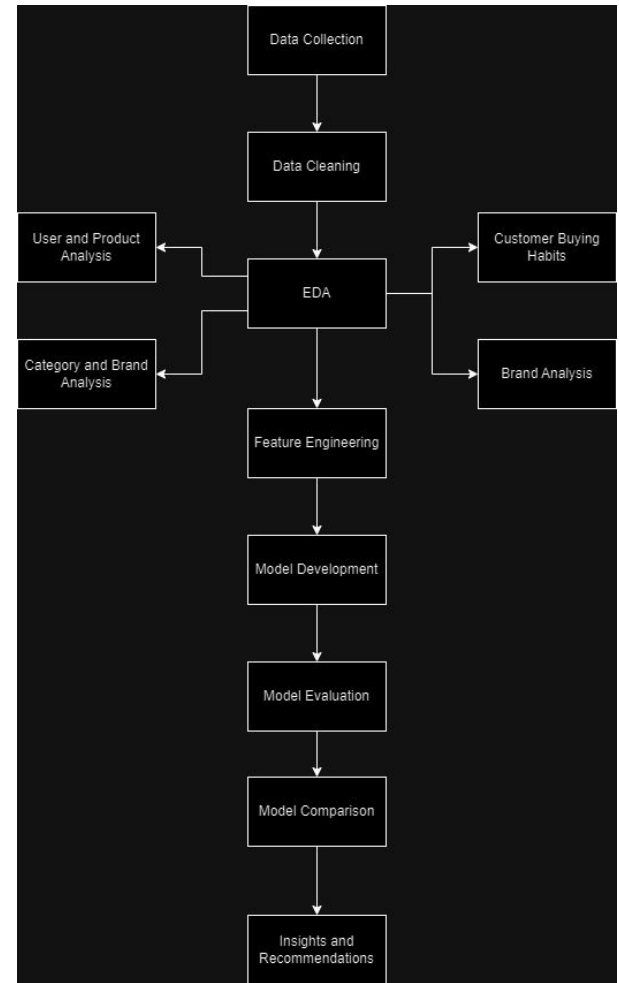 Data Collection
Data Cleaning
User and Product
Analysis
Customer Buying
Habits
EDA
Category and Brand
Analysis
Brand Analysis
Feature Engineering
Model Development
Model Evaluation
Model Comparison
Insights and
Recommendations